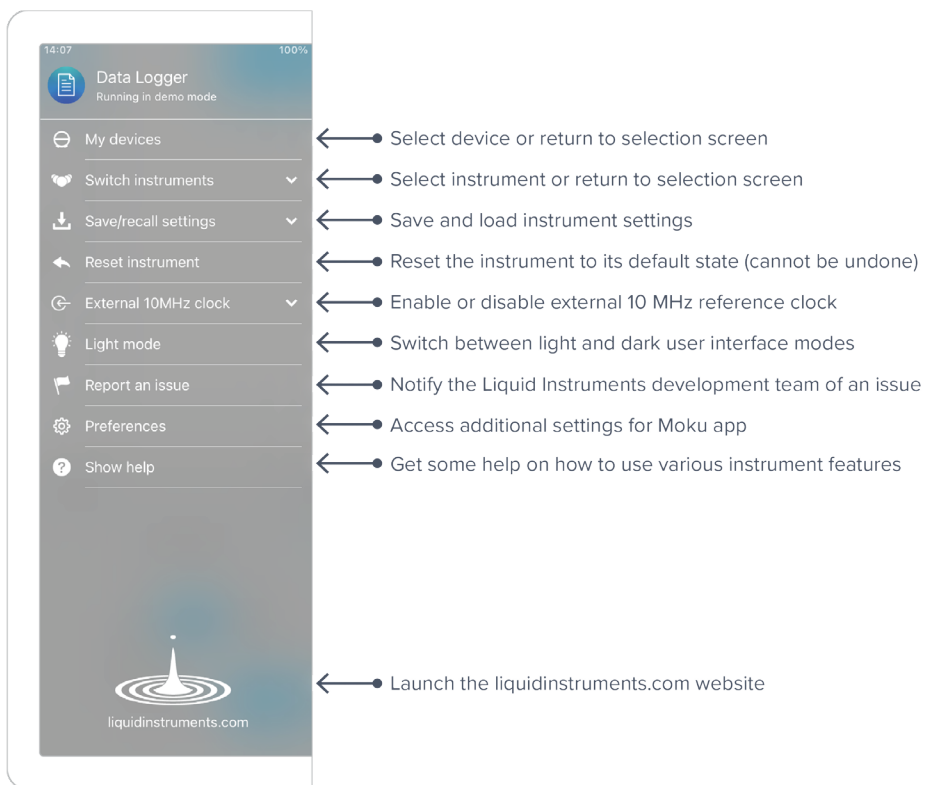 14:07 100%
Data Logger
Running in demo mode
My devices
Select device or return to selection screen
Switch instruments
Select instrument or return to selection screen
Save/recall settings
Save and load instrument settings
Reset instrument
Reset the instrument to its default state (cannot be undone)
External 10MHz clock
Enable or disable external 10 MHz reference clock
Light mode
Switch between light and dark user interface modes
Report an issue
Notify the Liquid Instruments development team of an issue
Preferences
Access additional settings for Moku app
? Show help
Get some help on how to use various instrument features
Launch the liquidinstruments.com website
liquidinstruments.com